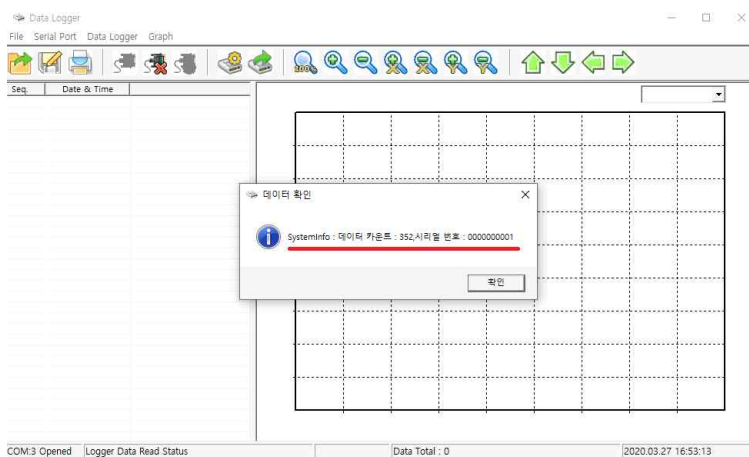 Data Logger
File Serial Port Data Logger Graph
100%
Seq. Date & Time
데이터 확인
SystemInfo : 데이터 카운트 : 352,시리얼 번호 : 0000000001
확인
COM:3 Opened Logger Data Read Status Data Total : 0 2020.03.27 16:53:13